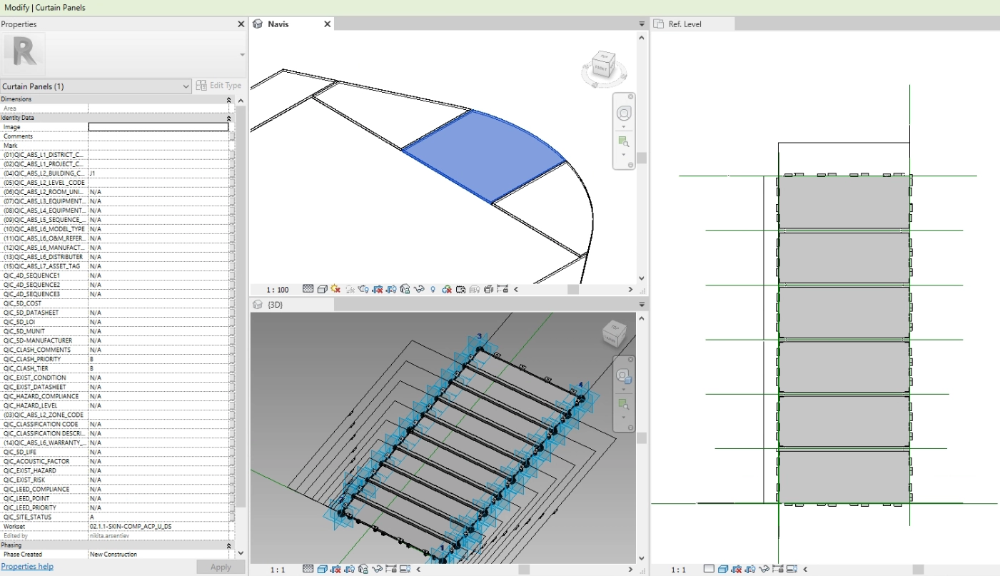 Modify | Curtain Panels
Properties
R
Curtain Panels (1)
Edit Type
Dimensions
Area
Identity Data
Image
Comments
Mark
(01)QIC_ABS_L1_DISTRICT_C...
(02)QIC_ABS_L1_PROJECT_C...
(04)QIC_ABS_L2_BUILDING_C... J1
(05)QIC_ABS_L2_LEVEL_CODE
(06)QIC_ABS_L2_ROOM_UNI... N/A
(07)QIC_ABS_L3_EQUIPMENT... N/A
(08)QIC_ABS_L4_EQUIPMENT... N/A
(09)QIC_ABS_L5_SEQUENCE_... N/A
(10)QIC_ABS_L6_MODEL_TYPE N/A
(11)QIC_ABS_L6_O&M_REFER... N/A
(12)QIC_ABS_L6_MANUFACT... N/A
(13)QIC_ABS_L6_DISTRIBUTER N/A
(15)QIC_ABS_L7_ASSET_TAG N/A
QIC_4D_SEQUENCE1 N/A
QIC_4D_SEQUENCE2 N/A
QIC_4D_SEQUENCE3 N/A
QIC_5D_COST
QIC_5D_DATASHEET N/A
QIC_5D_LOI N/A
QIC_5D_MUNIT N/A
QIC_5D-MANUFACTURER N/A
QIC_CLASH_COMMENTS N/A
QIC_CLASH_PRIORITY B
QIC_CLASH_TIER B
QIC_EXIST_CONDITION N/A
QIC_EXIST_DATASHEET N/A
QIC_HAZARD_COMPLIANCE N/A
QIC_HAZARD_LEVEL N/A
(03)QIC_ABS_L2_ZONE_CODE
QIC_CLASSIFICATION CODE N/A
QIC_CLASSIFICATION DESCRI... N/A
(14)QIC_ABS_L6_WARRANTY_... N/A
QIC_5D_LIFE N/A
QIC_ACOUSTIC_FACTOR N/A
QIC_EXIST_HAZARD N/A
QIC_EXIST_RISK N/A
QIC_LEED_COMPLIANCE N/A
QIC_LEED_POINT N/A
QIC_LEED_PRIORITY N/A
QIC_SITE_STATUS A
Workset 02.1.1-SKIN-COMP_ACP_U_DS
Edited by nikita.arsentiev
Phasing
Phase Created New Construction
Properties help
Apply
Navis
1 : 100
{3D}
3
4
1
1 : 1
Ref. Level
1 : 1